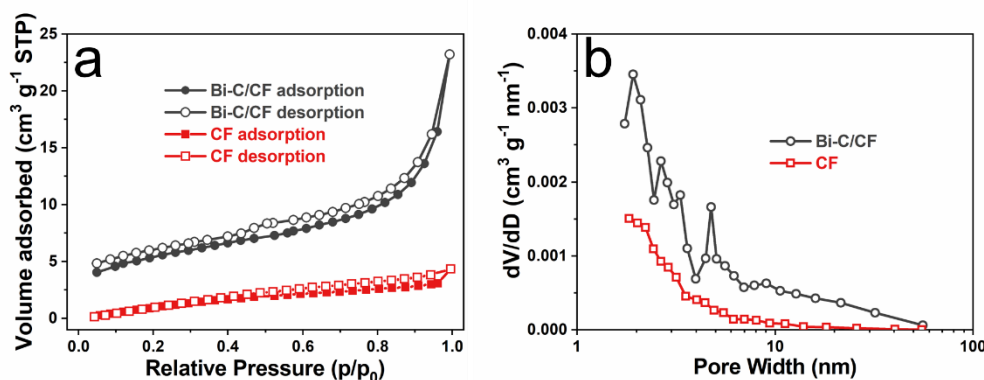 a
Volume adsorbed (cm³ g⁻¹ STP)
25
20
15
10
5
0
Bi-C/CF adsorption
Bi-C/CF desorption
CF adsorption
CF desorption
0.0 0.2 0.4 0.6 0.8 1.0
Relative Pressure (p/p₀)
b
dV/dD (cm³ g⁻¹ nm⁻¹)
0.004
0.003
0.002
0.001
0.000
Bi-C/CF
CF
1 10 100
Pore Width (nm)